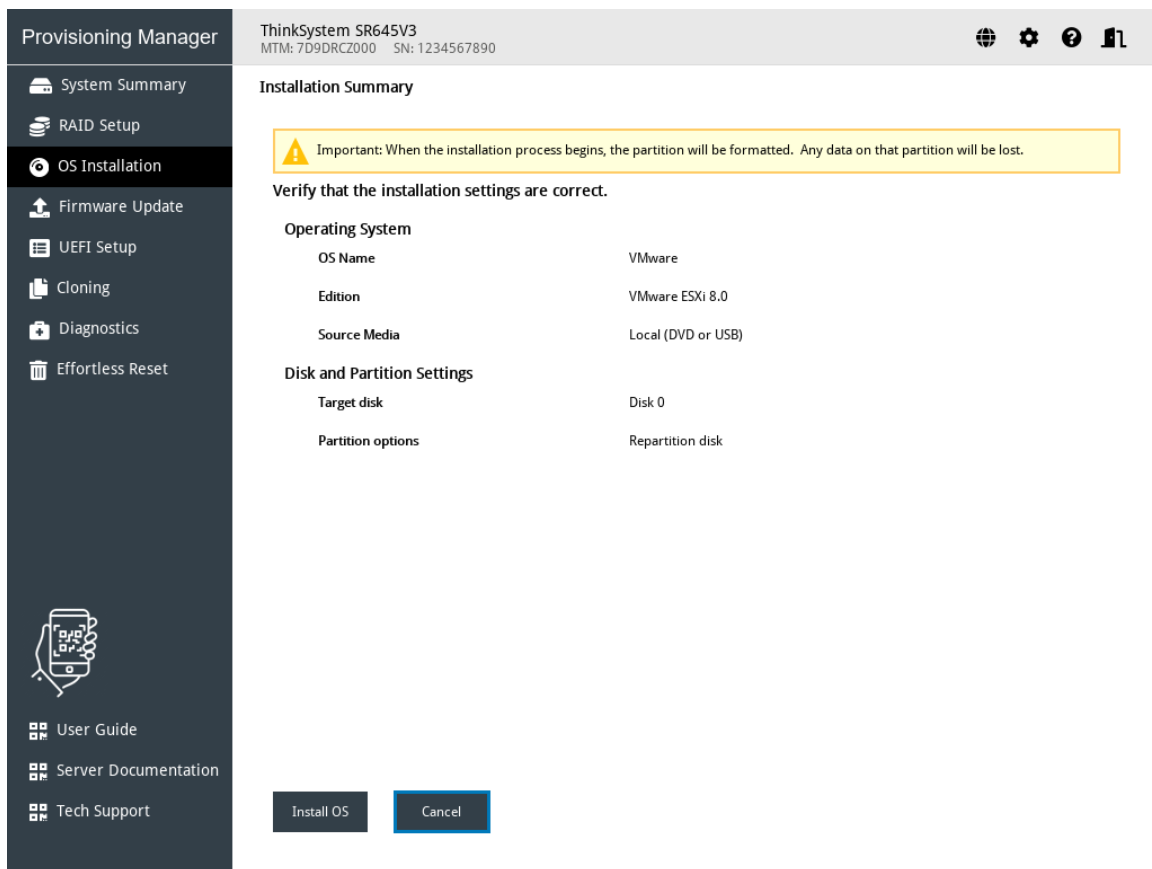 Provisioning Manager
ThinkSystem SR645V3
MTM: 7D9DRCZ000 SN: 1234567890
System Summary
RAID Setup
OS Installation
Firmware Update
UEFI Setup
Cloning
Diagnostics
Effortless Reset
User Guide
Server Documentation
Tech Support
Installation Summary
Important: When the installation process begins, the partition will be formatted. Any data on that partition will be lost.
Verify that the installation settings are correct.
Operating System
OS Name VMware
Edition VMware ESXi 8.0
Source Media Local (DVD or USB)
Disk and Partition Settings
Target disk Disk 0
Partition options Repartition disk
Install OS Cancel